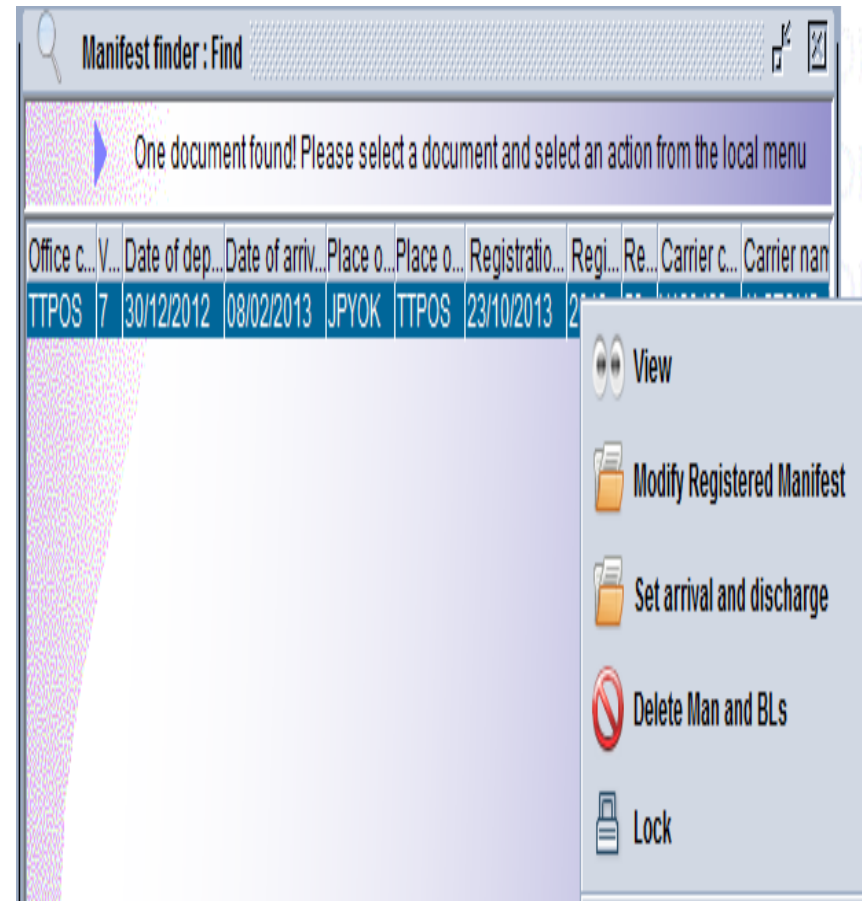 Manifest finder : Find
One document found! Please select a document and select an action from the local menu
Office c... V... Date of dep... Date of arriv... Place o... Place o... Registratio... Regi... Re... Carrier c... Carrier nam
TTPOS 7 30/12/2012 08/02/2013 JPYOK TTPOS 23/10/2013
View
Modify Registered Manifest
Set arrival and discharge
Delete Man and BLs
Lock